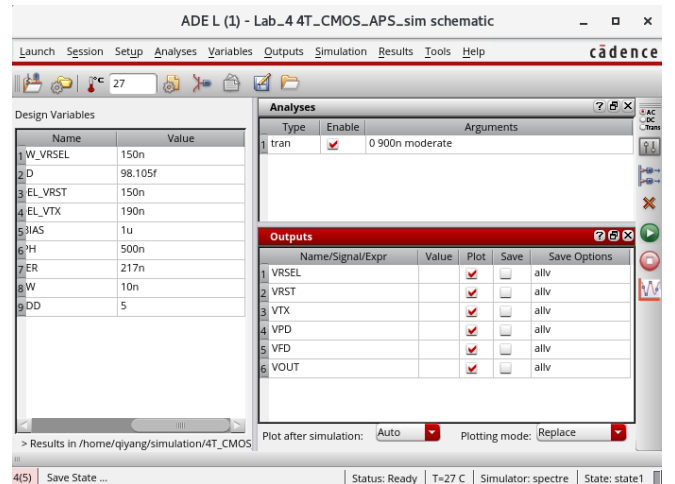 ADE L (1) - Lab_4 4T_CMOS_APS_sim schematic
Launch Session Setup Analyses Variables Outputs Simulation Results Tools Help cādence
°C 27
Design Variables
Name Value
1 W_VRSEL 150n
2 D 98.105f
3 EL_VRST 150n
4 EL_VTX 190n
5 BIAS 1u
6 PH 500n
7 ER 217n
8 W 10n
9 DD 5
> Results in /home/qiyang/simulation/4T_CMOS
Analyses
Type Enable Arguments
1 tran 0 900n moderate
Outputs
Name/Signal/Expr Value Plot Save Save Options
1 VRSEL allv
2 VRST allv
3 VTX allv
4 VPD allv
5 VFD allv
6 VOUT allv
Plot after simulation: Auto Plotting mode: Replace
AC
DC
Trans
4(5) Save State ... Status: Ready T=27 C Simulator: spectre State: state1